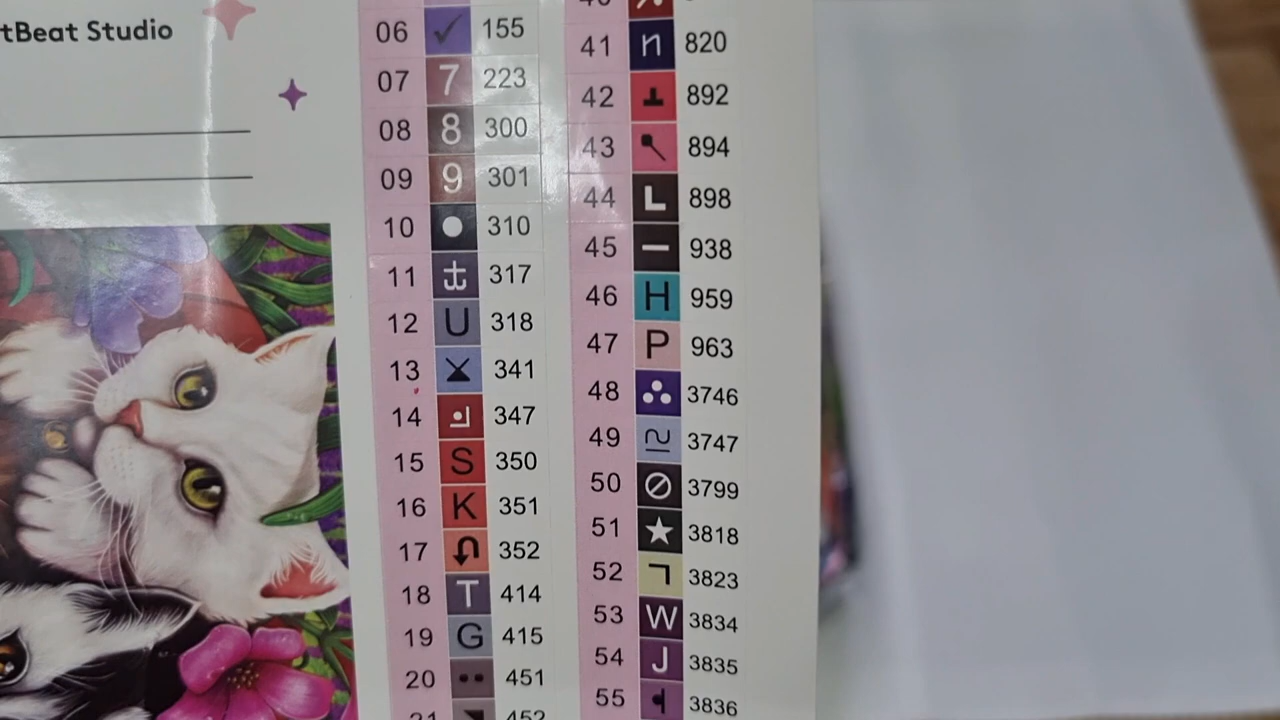 tBeat Studio
06 ✓ 155
07 7 223
08 8 300
09 9 301
10 ● 310
11 317
12 U 318
13 341
14 347
15 S 350
16 K 351
17 352
18 T 414
19 G 415
20 •• 451
21 452
40
41 n 820
42 892
43 894
44 L 898
45 — 938
46 H 959
47 P 963
48 3746
49 3747
50 3799
51 ★ 3818
52 3823
53 W 3834
54 J 3835
55 3836